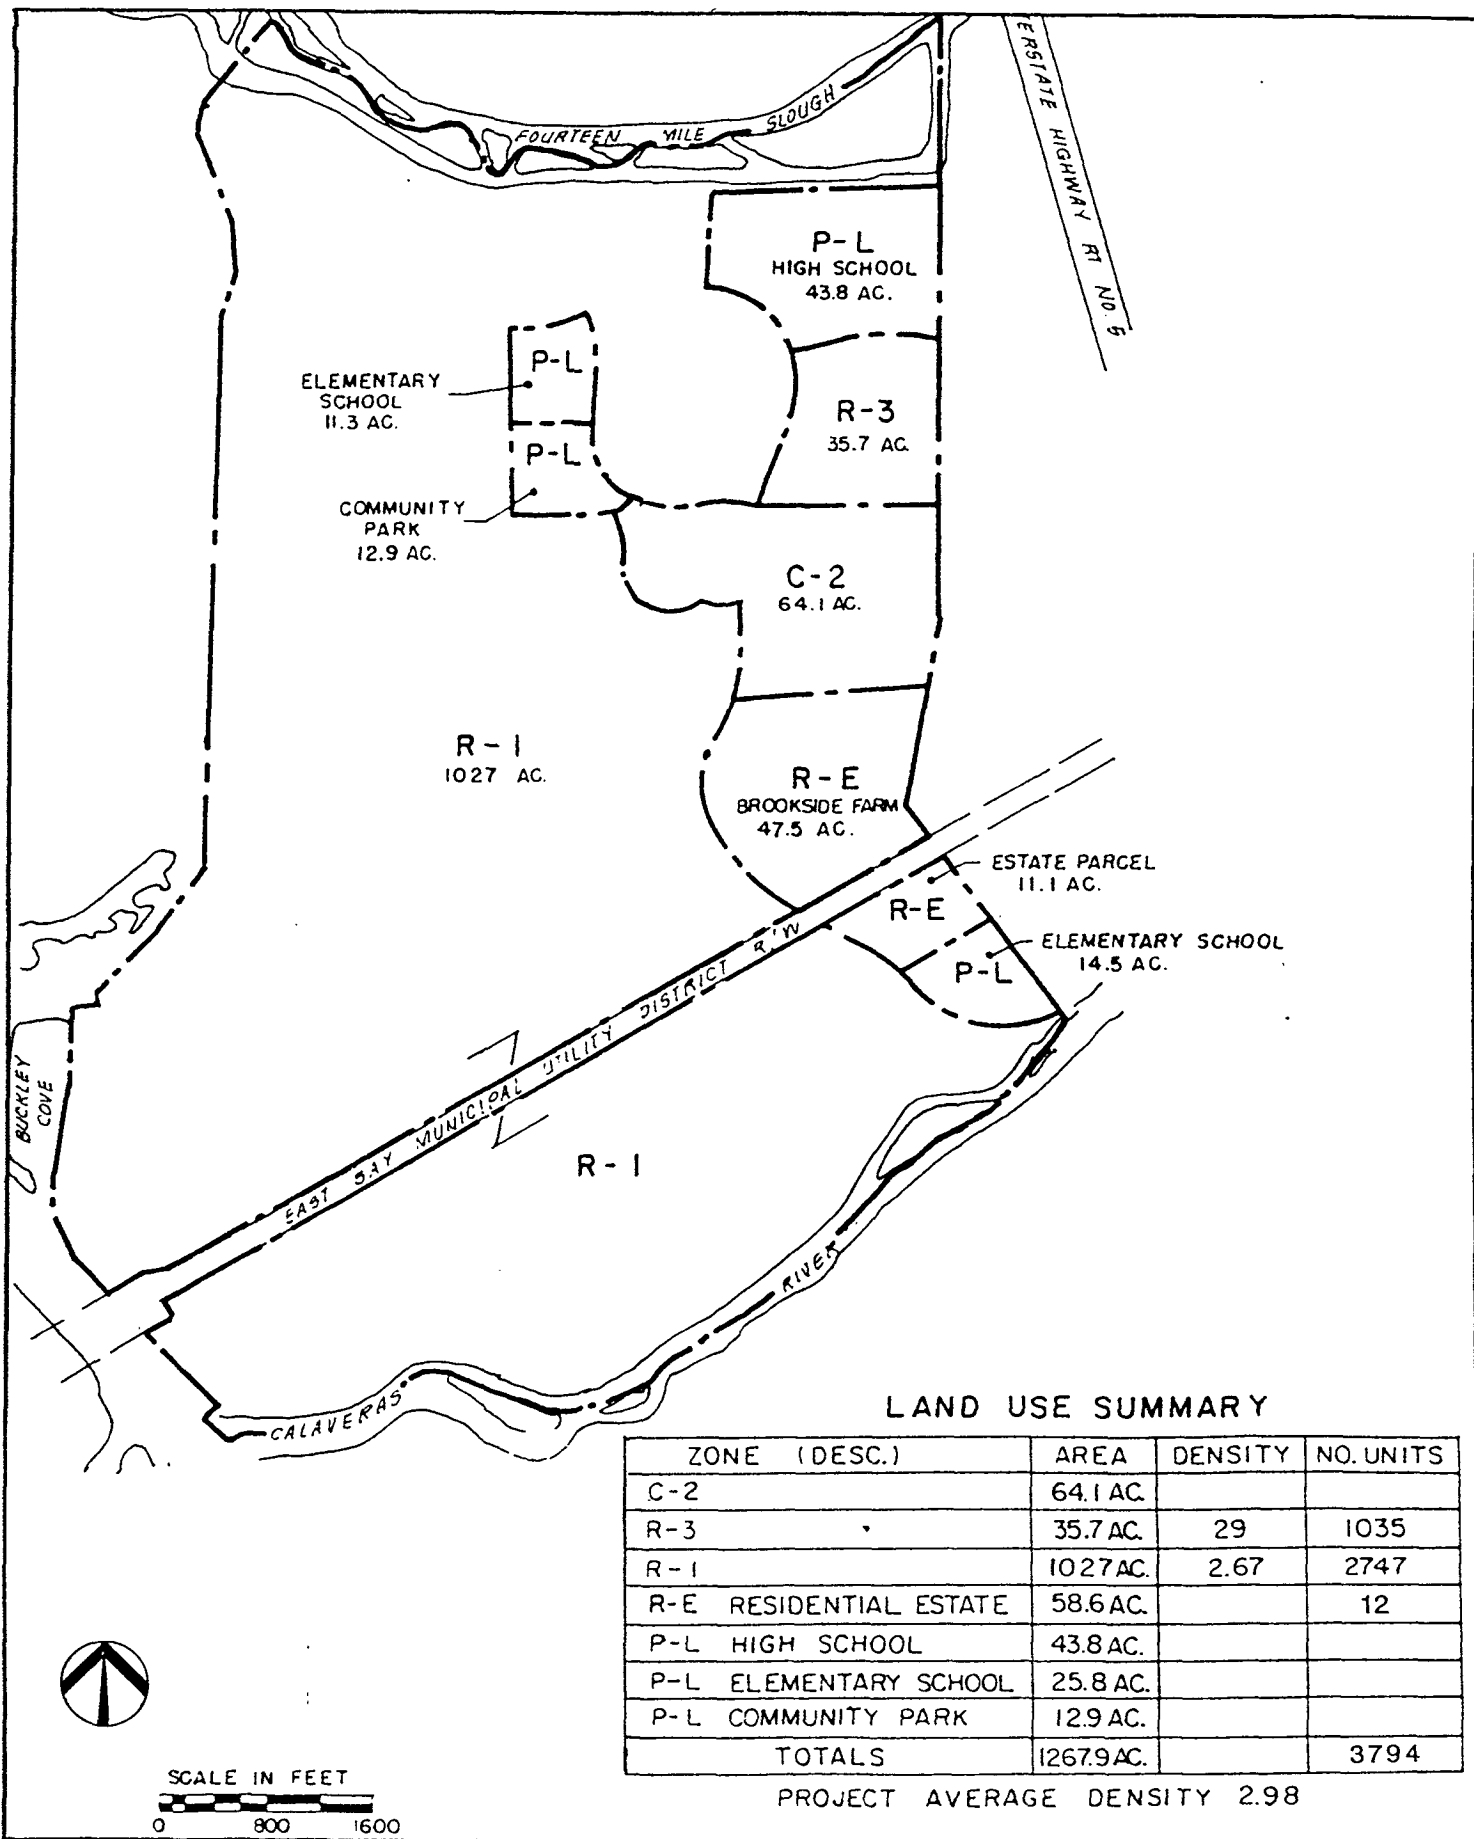 ERSTATE HIGHWAY RT NO. 5
FOURTEEN MILE SLOUGH
P-L
HIGH SCHOOL
43.8 AC.
P-L
ELEMENTARY
SCHOOL
11.3 AC.
R-3
35.7 AC.
P-L
COMMUNITY
PARK
12.9 AC.
C-2
64.1 AC.
R-1
1027 AC.
R-E
BROOKSIDE FARM
47.5 AC.
ESTATE PARCEL
11.1 AC.
R-E
ELEMENTARY SCHOOL
14.5 AC.
P-L
EAST BAY MUNICIPAL UTILITY DISTRICT R/W
BUCKLEY
COVE
R-1
CALAVERAS RIVER
LAND USE SUMMARY
ZONE (DESC.) AREA DENSITY NO. UNITS
C-2 64.1 AC.
R-3 35.7 AC. 29 1035
R-1 1027 AC. 2.67 2747
R-E RESIDENTIAL ESTATE 58.6 AC. 12
P-L HIGH SCHOOL 43.8 AC.
P-L ELEMENTARY SCHOOL 25.8 AC.
P-L COMMUNITY PARK 12.9 AC.
TOTALS 1267.9 AC. 3794
PROJECT AVERAGE DENSITY 2.98
SCALE IN FEET
0 800 1600